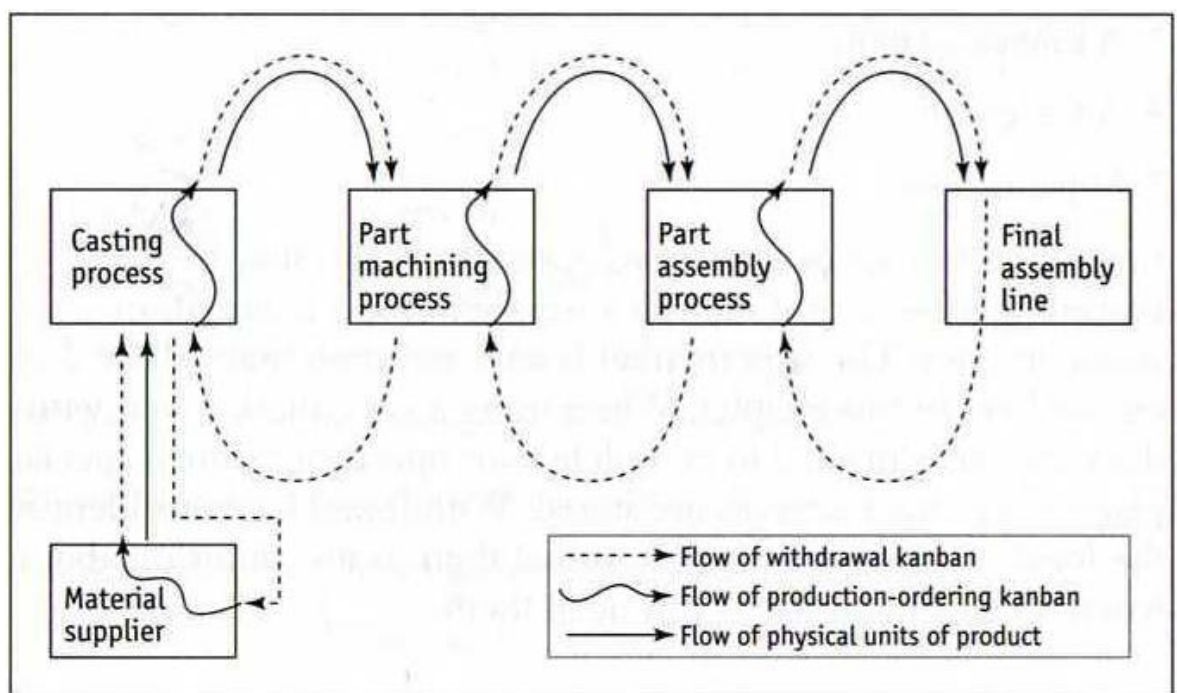 Casting
process
Part
machining
process
Part
assembly
process
Final
assembly
line
Material
supplier
Flow of withdrawal kanban
Flow of production-ordering kanban
Flow of physical units of product